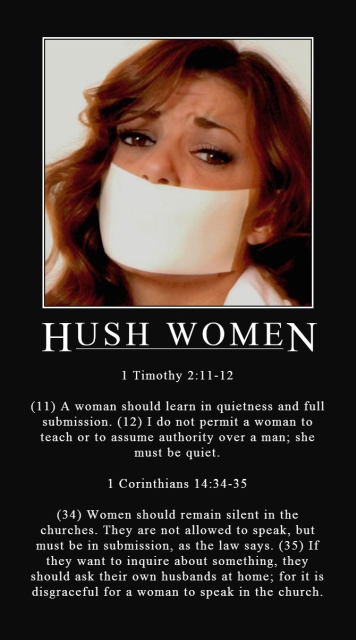 HUSH WOMEN
1 Timothy 2:11-12
(11) A woman should learn in quietness and full
submission. (12) I do not permit a woman to
teach or to assume authority over a man; she
must be quiet.
1 Corinthians 14:34-35
(34) Women should remain silent in the
churches. They are not allowed to speak, but
must be in submission, as the law says. (35) If
they want to inquire about something, they
should ask their own husbands at home; for it is
disgraceful for a woman to speak in the church.